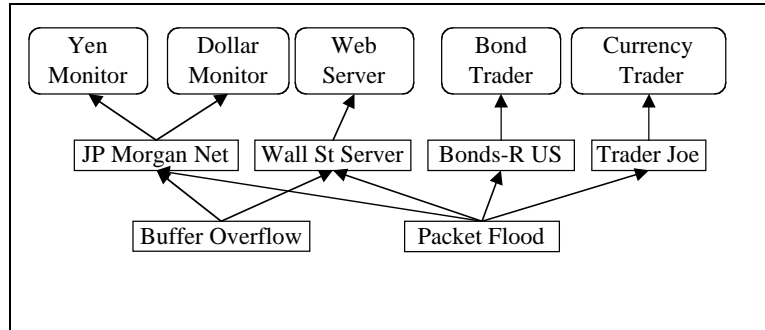 Yen
Monitor
Dollar
Monitor
Web
Server
Bond
Trader
Currency
Trader
JP Morgan Net
Wall St Server
Bonds-R US
Trader Joe
Buffer Overflow
Packet Flood